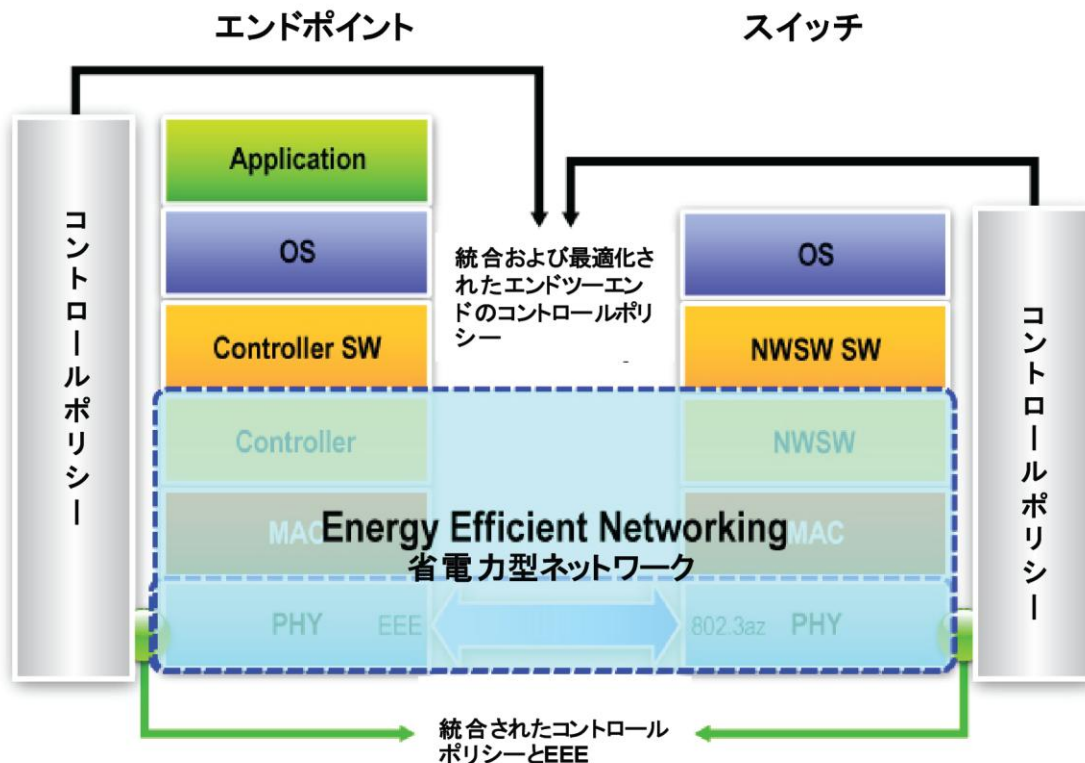 エンドポイント
スイッチ
コントロールポリシー
Application
OS
Controller SW
Controller
MAC
PHY EEE
統合および最適化さ
れたエンドツーエン
ドのコントロールポリ
シー
OS
NWSW SW
NWSW
MAC
802.3az PHY
コントロールポリシー
Energy Efficient Networking
省電力型ネットワーク
統合されたコントロール
ポリシーとEEE